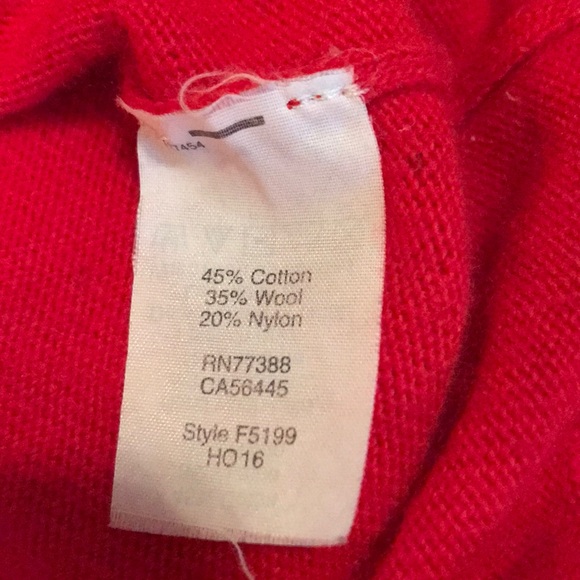 45% Cotton
35% Wool
20% Nylon
RN77388
CA56445
Style F5199
HO16